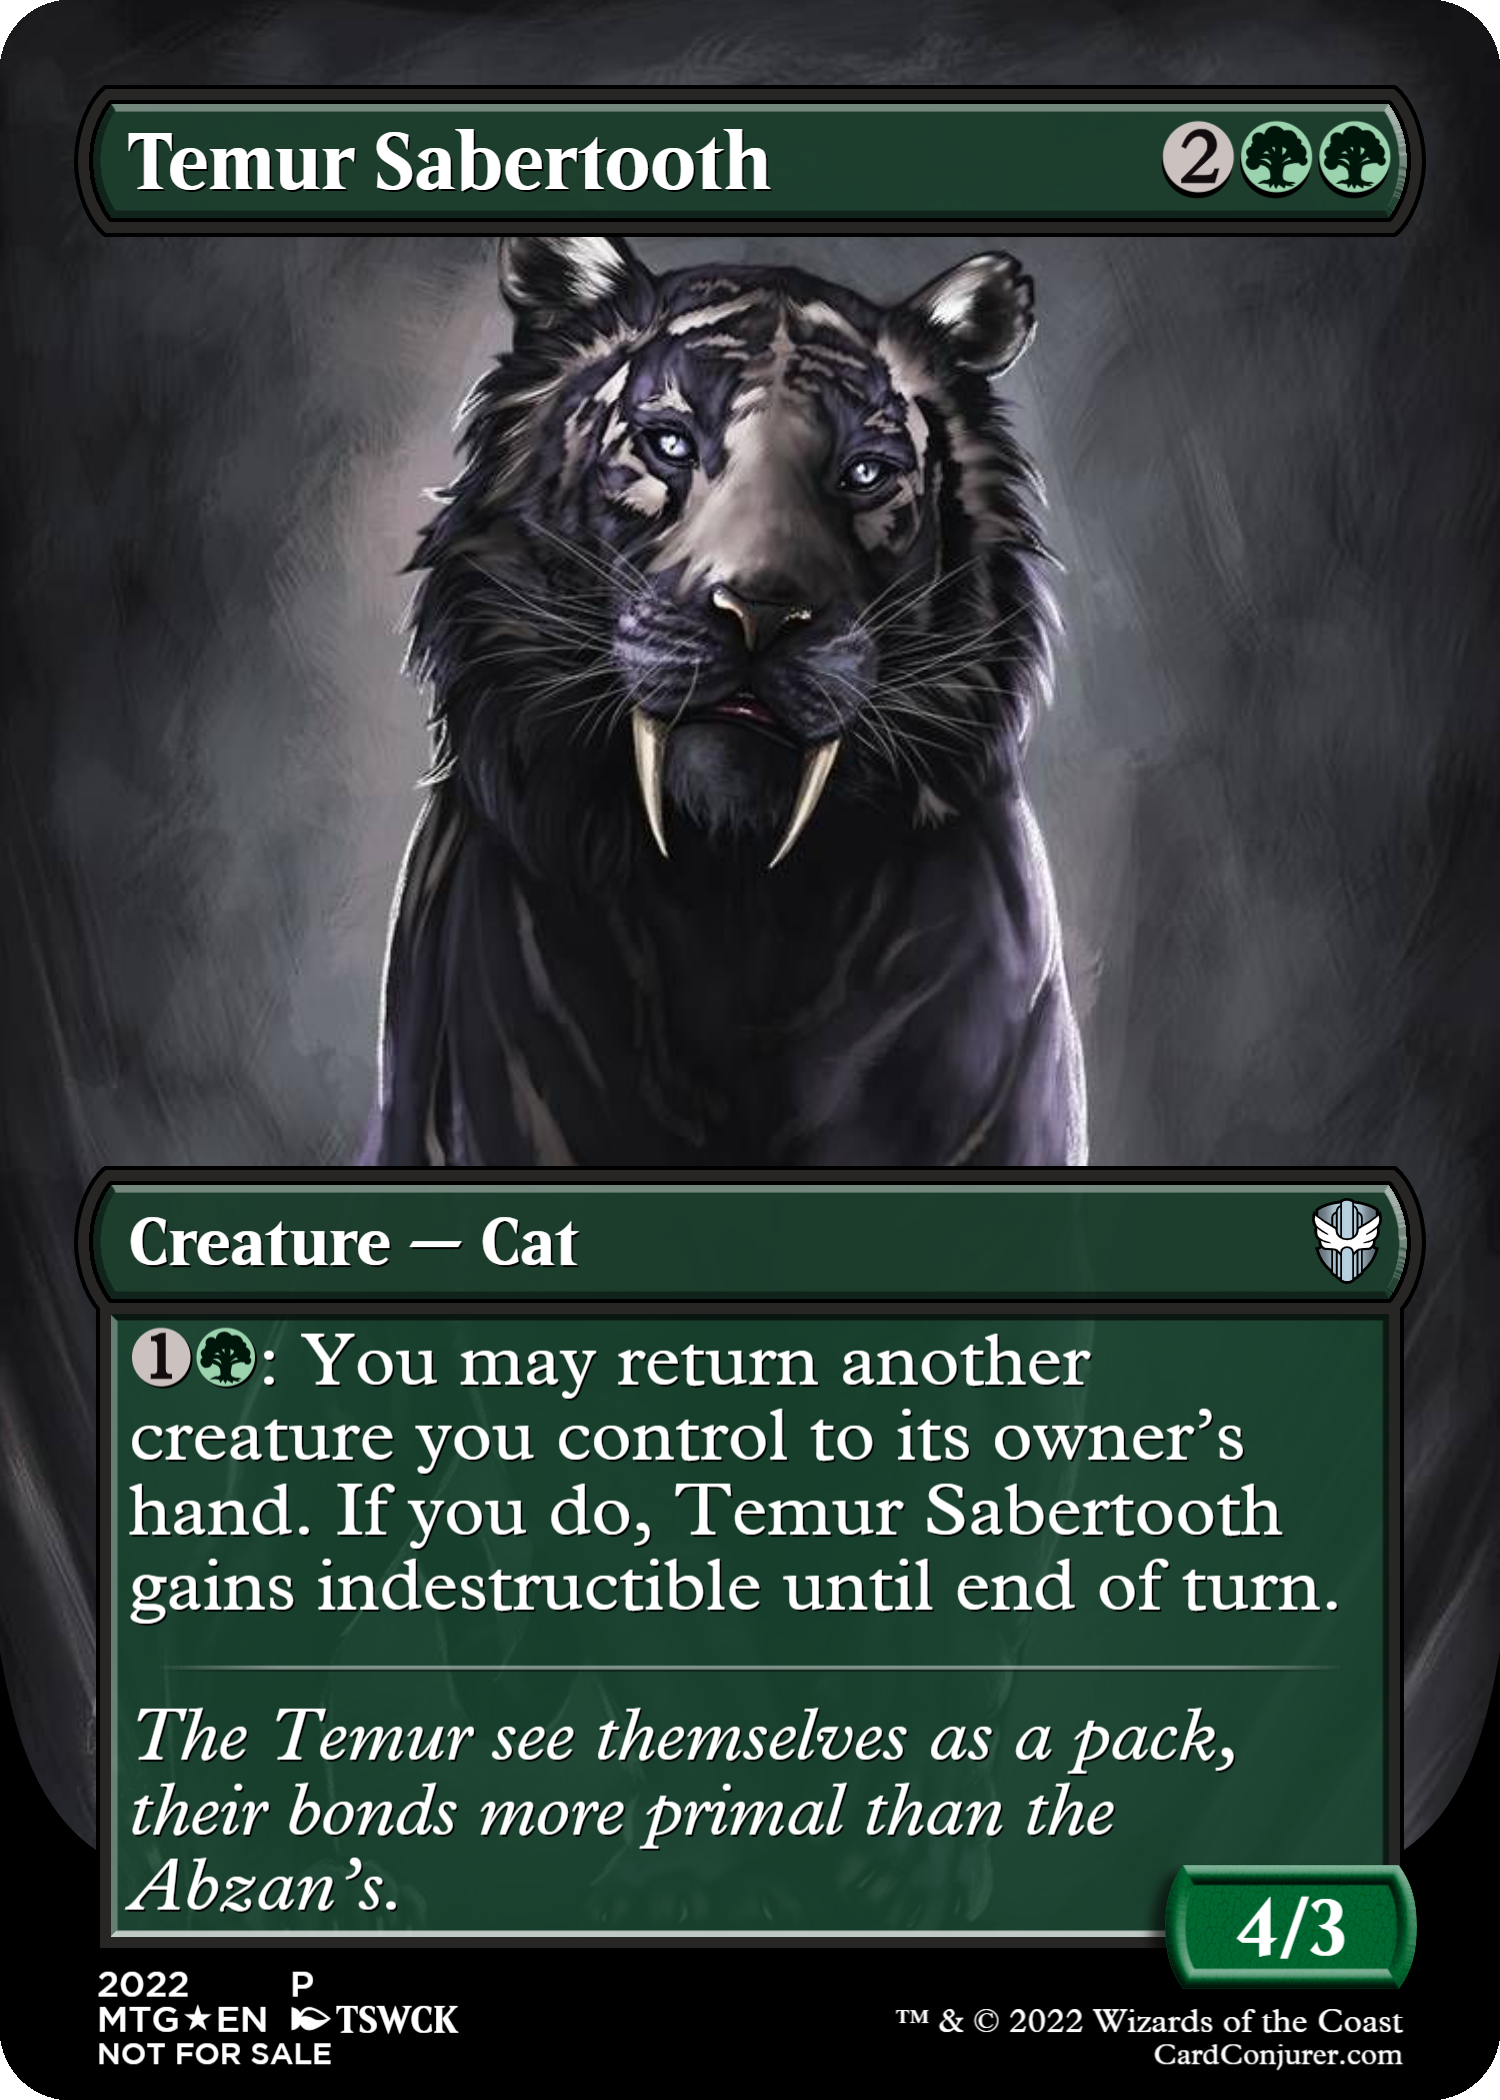 Temur Sabertooth 2
Creature — Cat
1: You may return another
creature you control to its owner’s
hand. If you do, Temur Sabertooth
gains indestructible until end of turn.
The Temur see themselves as a pack,
their bonds more primal than the
Abzan’s.
4/3
2022 P
MTG★EN TSWCK
NOT FOR SALE
™ & © 2022 Wizards of the Coast
CardConjurer.com